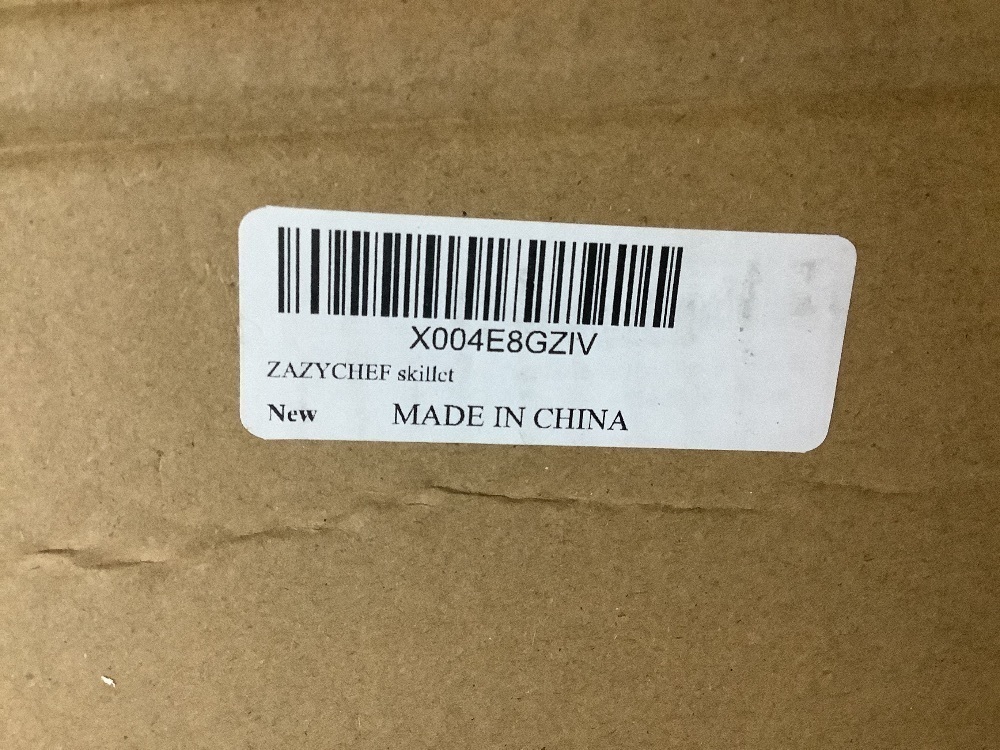 X004E8GZIV
ZAZYCHEF skillet
New MADE IN CHINA